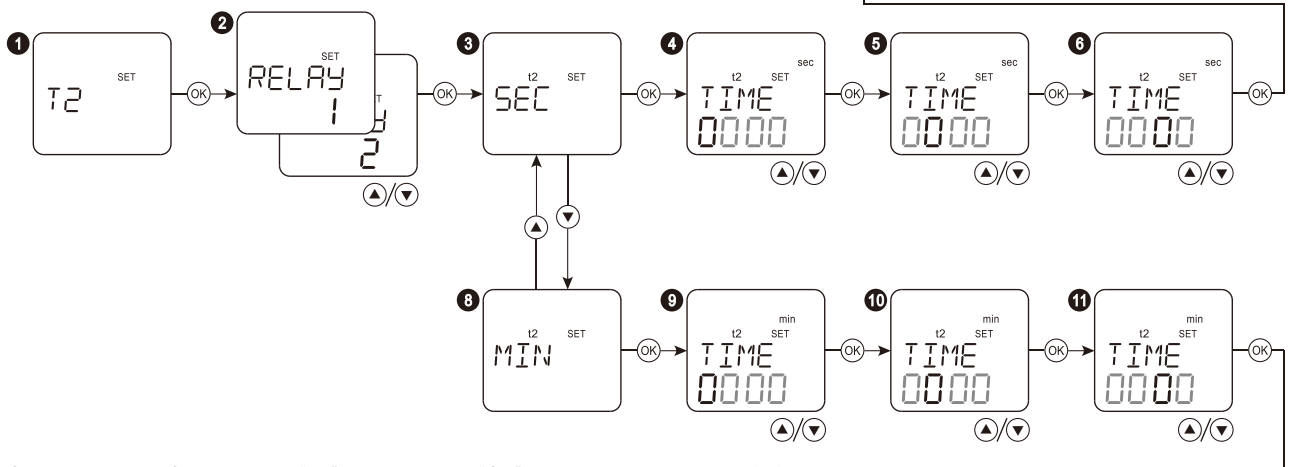 1
SET
T2
OK
2
SET
RELAY
1
2
OK
3
t2 SET
SEC
OK
4
sec
t2 SET
TIME
0000
OK
5
sec
t2 SET
TIME
0000
OK
6
sec
t2 SET
TIME
0000
OK
8
t2 SET
MIN
OK
9
min
t2 SET
TIME
0000
OK
10
min
t2 SET
TIME
0000
OK
11
min
t2 SET
TIME
0000
OK